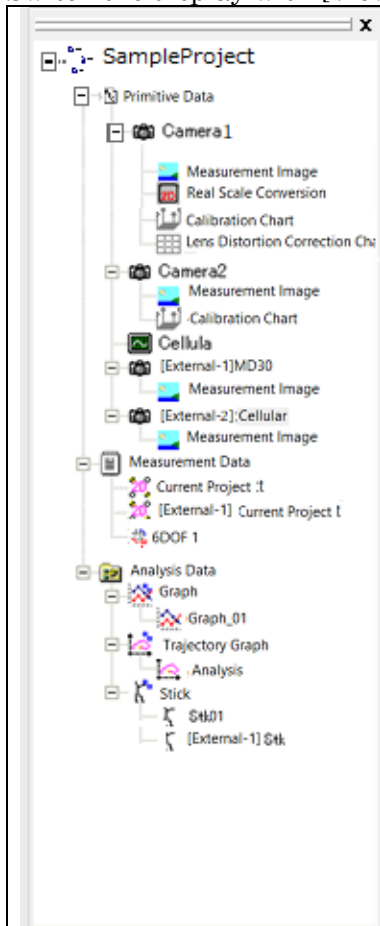 x
SampleProject
Primitive Data
Camera1
Measurement Image
Real Scale Conversion
Calibration Chart
Lens Distortion Correction Cha
Camera2
Measurement Image
Calibration Chart
Cellula
[External-1]MD30
Measurement Image
[External-2]:Cellular
Measurement Image
Measurement Data
Current Project :t
[External-1] Current Project t
6DOF 1
Analysis Data
Graph
Graph_01
Trajectory Graph
Analysis
Stick
Stk01
[External-1] Stk